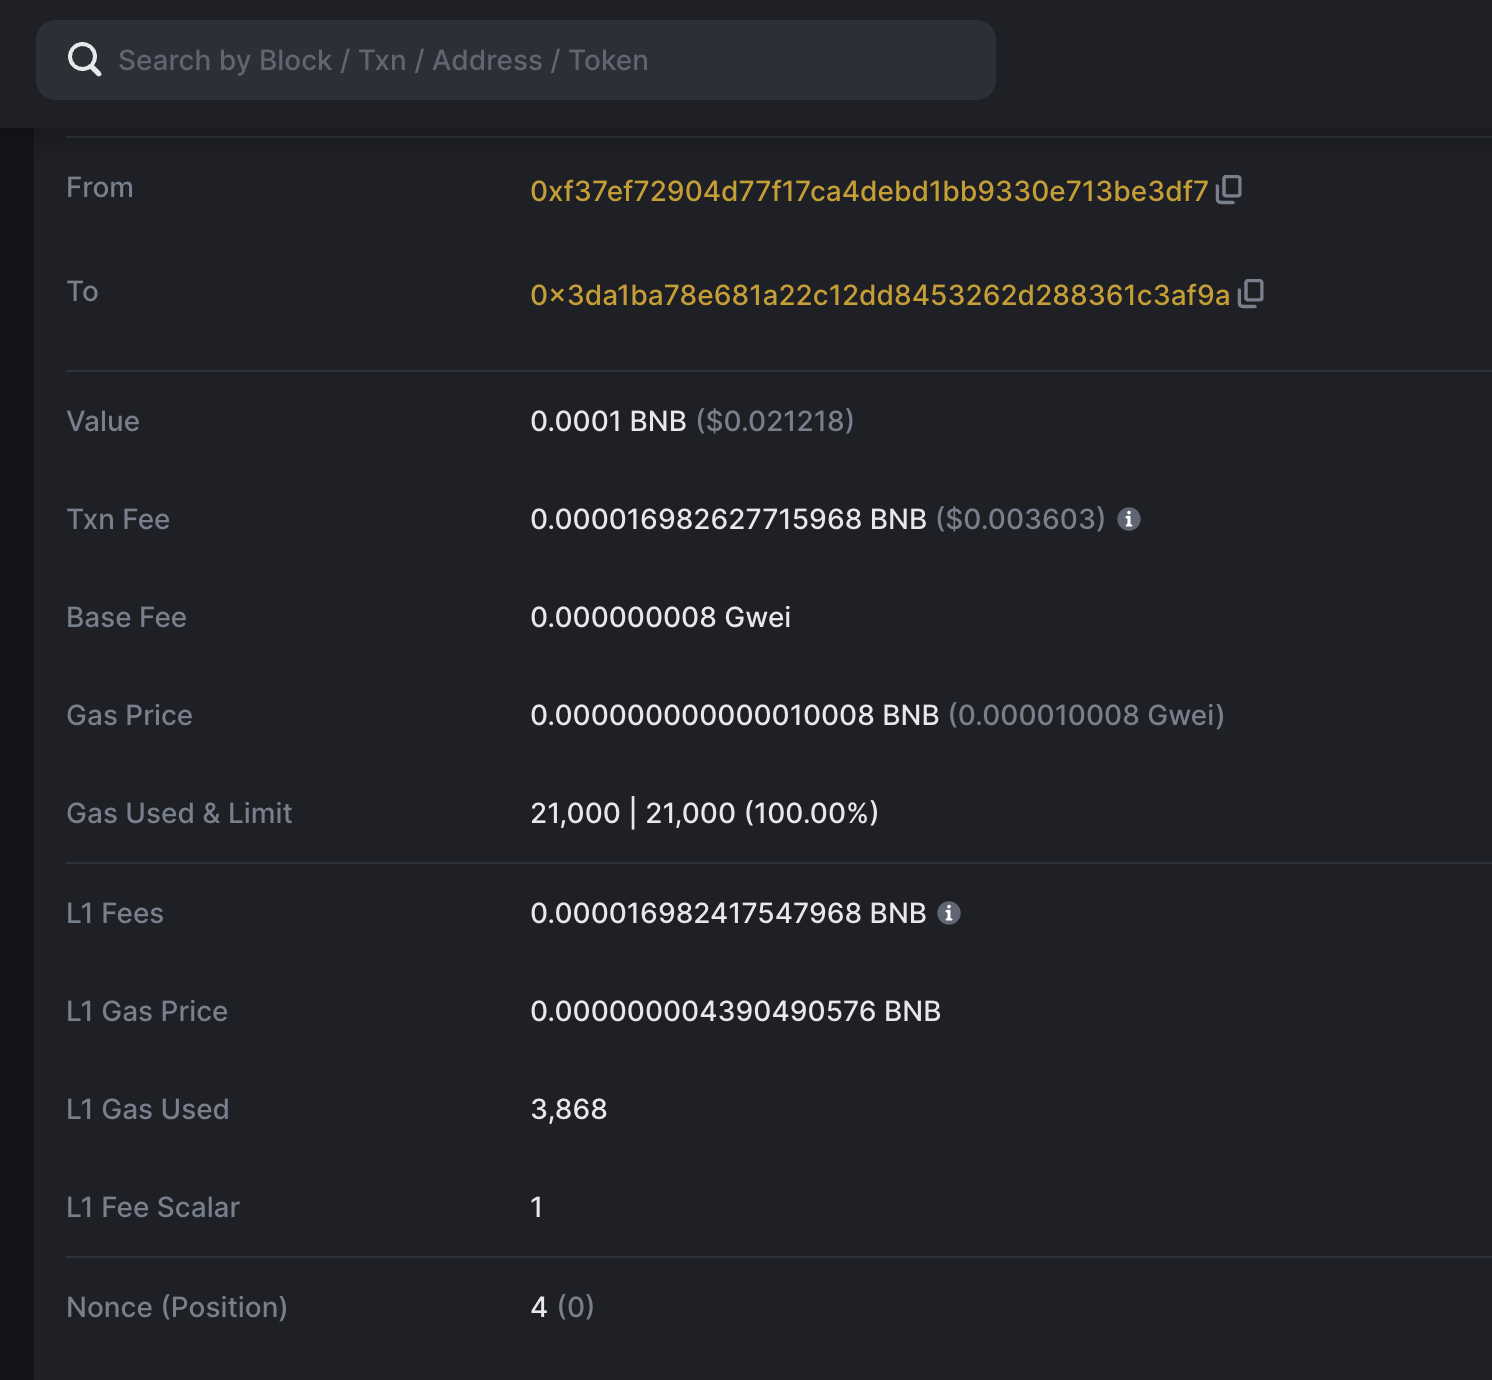 Search by Block / Txn / Address / Token
From 0xf37ef72904d77f17ca4debd1bb9330e713be3df7
To 0x3da1ba78e681a22c12dd8453262d288361c3af9a
Value 0.0001 BNB ($0.021218)
Txn Fee 0.000016982627715968 BNB ($0.003603)
Base Fee 0.000000008 Gwei
Gas Price 0.000000000000010008 BNB (0.000010008 Gwei)
Gas Used & Limit 21,000 | 21,000 (100.00%)
L1 Fees 0.000016982417547968 BNB
L1 Gas Price 0.000000004390490576 BNB
L1 Gas Used 3,868
L1 Fee Scalar 1
Nonce (Position) 4 (0)